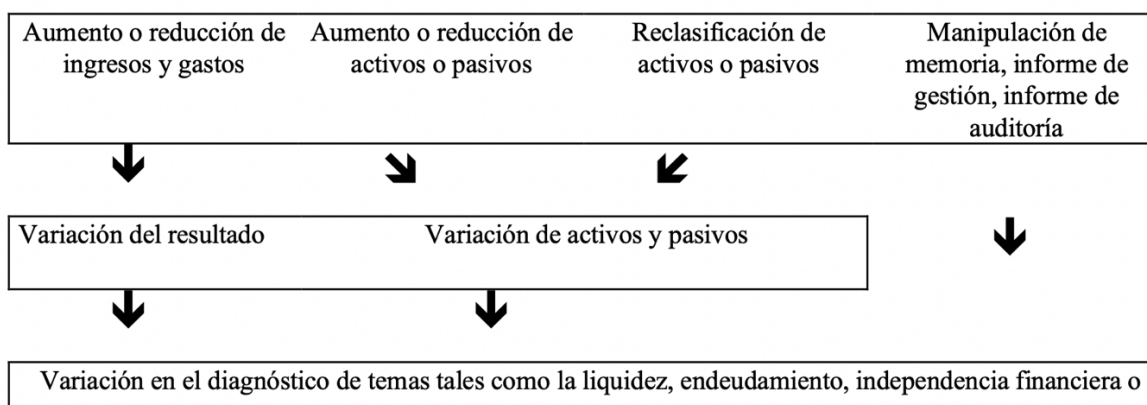 Aumento o reducción de
ingresos y gastos
Aumento o reducción de
activos o pasivos
Reclasificación de
activos o pasivos
Manipulación de
memoria, informe de
gestión, informe de
auditoría
Variación del resultado
Variación de activos y pasivos
Variación en el diagnóstico de temas tales como la liquidez, endeudamiento, independencia financiera o